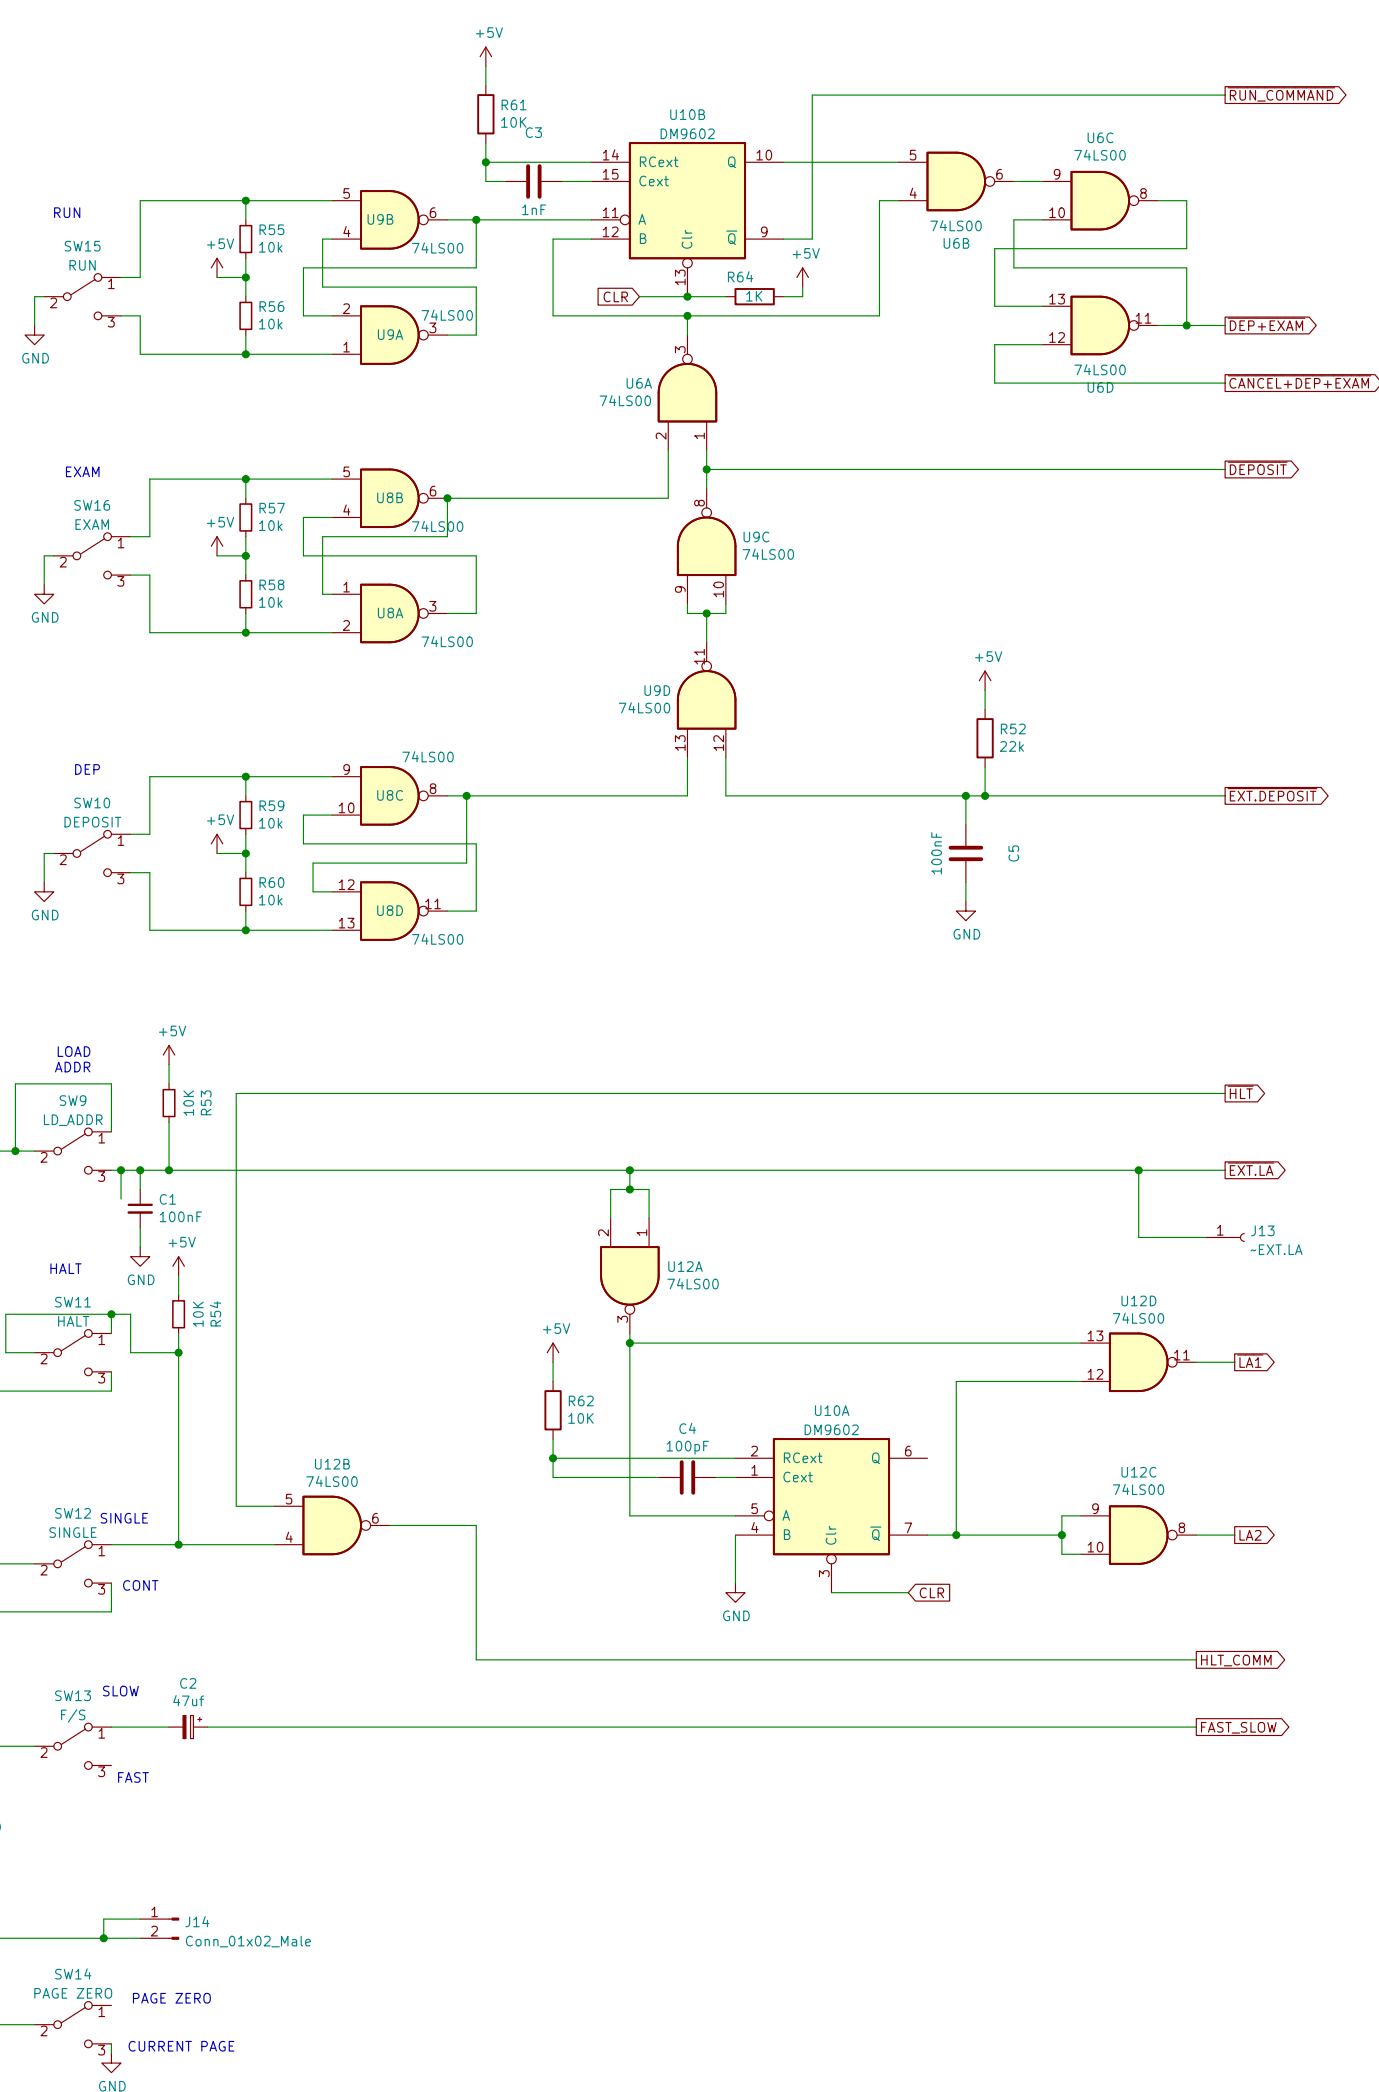 +5V
R61
10K
C3
1nF
U10B
DM9602
14
RCext
Q
10
15
Cext
11
A
12
B
Q
9
Clr
13
RUN_COMMAND
U6C
74LS00
5
4
6
74LS00
U6B
9
10
8
RUN
SW15
RUN
1
2
3
GND
+5V
R55
10k
R56
10k
5
4
U9B
6
74LS00
74LS00
2
1
U9A
3
CLR
R64
1K
+5V
13
12
11
74LS00
U6D
DEP+EXAM
CANCEL+DEP+EXAM
3
U6A
74LS00
2
1
DEPOSIT
EXAM
SW16
EXAM
1
2
3
GND
+5V
R57
10k
R58
10k
5
4
U8B
6
74LS00
1
2
U8A
3
74LS00
8
U9C
74LS00
9
10
11
U9D
74LS00
13
12
+5V
R52
22k
EXT.DEPOSIT
100nF
C5
GND
DEP
SW10
DEPOSIT
1
2
3
GND
+5V
R59
10k
R60
10k
74LS00
9
10
U8C
8
12
13
U8D
11
74LS00
LOAD
ADDR
SW9
LD_ADDR
1
2
3
+5V
10K
R53
C1
100nF
GND
HLT
EXT.LA
1
J13
~EXT.LA
2
1
U12A
74LS00
3
HALT
SW11
HALT
1
2
3
+5V
10K
R54
+5V
R62
10K
C4
100pF
U10A
DM9602
2
RCext
Q
6
1
Cext
5
A
4
B
Q
7
Clr
3
GND
CLR
U12D
74LS00
13
12
11
LA1
U12C
74LS00
9
10
8
LA2
SW12
SINGLE
SINGLE
1
2
3
CONT
U12B
74LS00
5
4
6
HLT_COMM
SW13
F/S
SLOW
1
2
3
FAST
C2
47uf
+
FAST_SLOW
1
2
J14
Conn_01x02_Male
SW14
PAGE ZERO
PAGE ZERO
1
2
3
CURRENT PAGE
GND